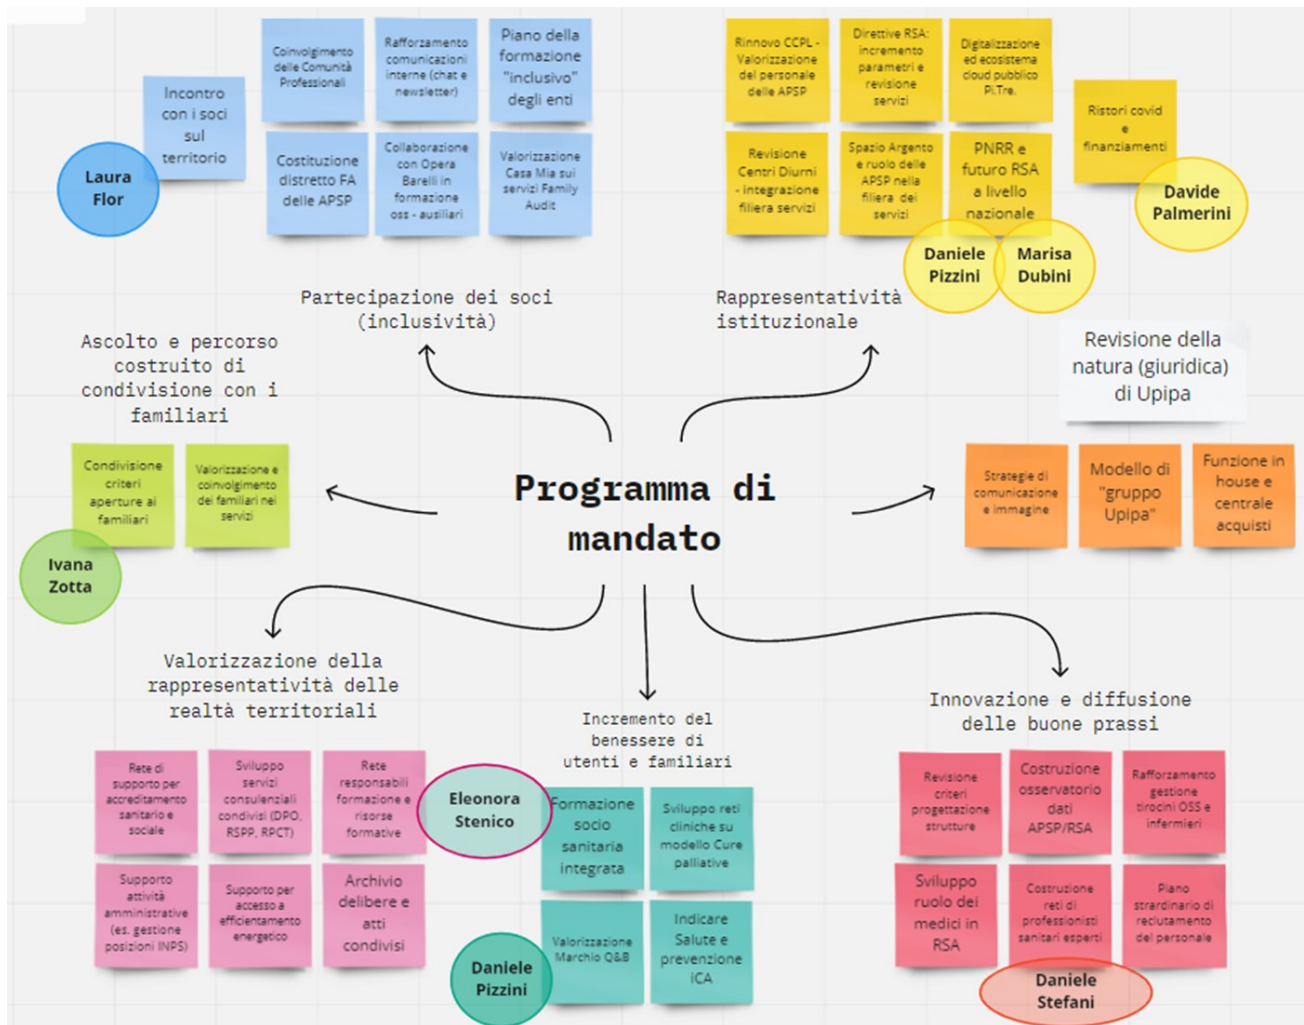 Incontro
con i soci
sul
territorio
Laura
Flor
Coinvolgimento
delle Comunità
Professionali
Rafforzamento
comunicazioni
interne (chat e
newsletter)
Piano della
formazione
"inclusivo"
degli enti
Costituzione
distretto FA
delle APSP
Collaborazione
con Opera
Barelli in
formazione
oss - ausiliari
Valorizzazione
Casa Mia sui
servizi Family
Audit
Partecipazione dei soci
(inclusività)
Rinnovo CCPL -
Valorizzazione
del personale
delle APSP
Direttive RSA:
incremento
parametri e
revisione
servizi
Digitalizzazione
ed ecosistema
cloud pubblico
Pi.Tre.
Ristori covid
e
finanziamenti
Davide
Palmerini
Revisione
Centri Diurni
- integrazione
filiera servizi
Spazio Argento
e ruolo delle
APSP nella
filiera dei
servizi
PNRR e
futuro RSA
a livello
nazionale
Daniele
Pizzini
Marisa
Dubini
Rappresentatività
istituzionale
Ascolto e percorso
costruito di
condivisione con i
familiari
Condivisione
criteri
aperture ai
familiari
Valorizzazione e
coinvolgimento
dei familiari nei
servizi
Ivana
Zotta
Programma di
mandato
Revisione della
natura (giuridica)
di Upipa
Strategie di
comunicazione
e immagine
Modello di
"gruppo
Upipa"
Funzione in
house e
centrale
acquisti
Valorizzazione della
rappresentatività delle
realtà territoriali
Rete di
supporto per
accreditamento
sanitario e
sociale
Sviluppo
servizi
consulenziali
condivisi (DPO,
RSPP, RPCT)
Rete
responsabili
formazione e
risorse
formative
Supporto
attività
amministrative
(es. gestione
posizioni INPS)
Supporto per
accesso a
efficientamento
energetico
Archivio
delibere e
atti
condivisi
Eleonora
Stenico
Incremento del
benessere di
utenti e familiari
Formazione
socio
sanitaria
integrata
Sviluppo reti
cliniche su
modello Cure
palliative
Valorizzazione
Marchio Q&B
Indicare
Salute e
prevenzione
iCA
Daniele
Pizzini
Innovazione e diffusione
delle buone prassi
Revisione
criteri
progettazione
strutture
Costruzione
osservatorio
dati
APSP/RSA
Rafforzamento
gestione
tirocini OSS e
infermieri
Sviluppo
ruolo dei
medici in
RSA
Costruzione
reti di
professionisti
sanitari esperti
Piano
strardinario di
reclutamento
del personale
Daniele
Stefani